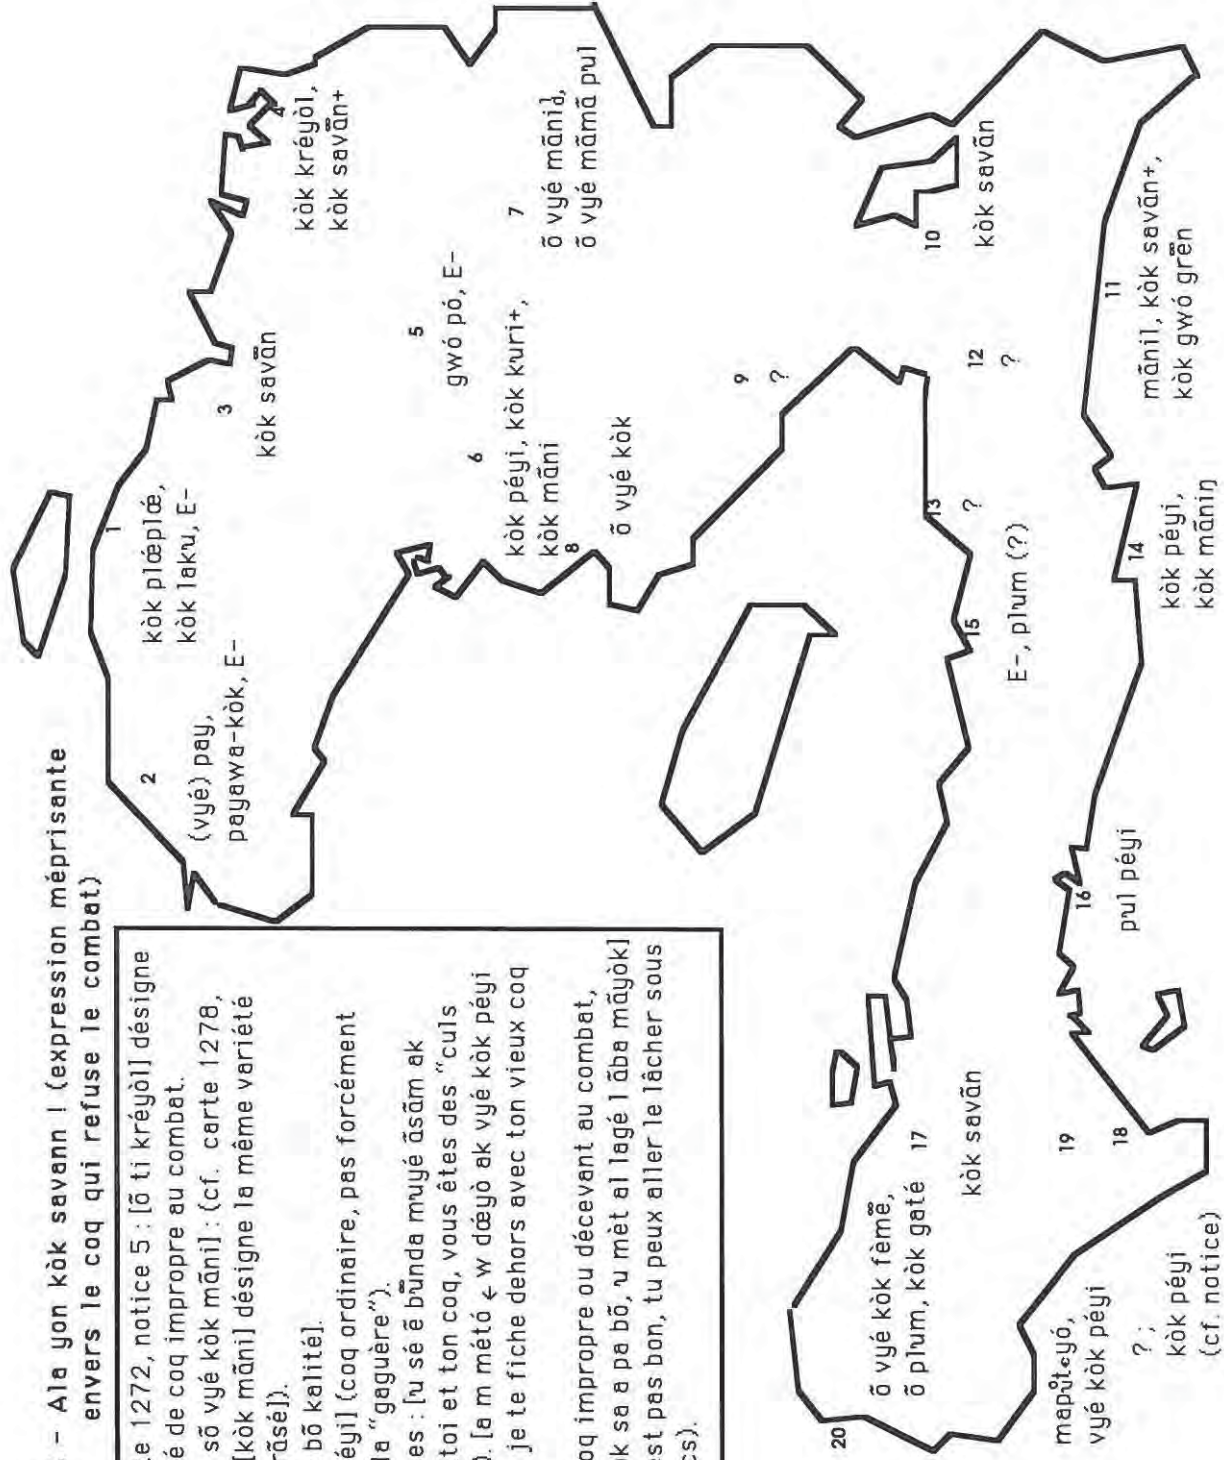 – Ala yon kòk savann ! (expression méprisante
envers le coq qui refuse le combat)
e 1272, notice 5 : [õ ti kréyòl] désigne
é de coq impropre au combat.
sõ vyé kòk mãni] : (cf. carte 1278,
[kòk mãni] désigne la même variété
rãsé]).
bõ kalité].
éyi] (coq ordinaire, pas forcément
la "gaguère").
es : [u sé ẽ bunda muyé ãsãm ak
toi et ton coq, vous êtes des "culs
). [a m mété ← w dœyò ak vyé kòk péyi
je te fiche dehors avec ton vieux coq
oq impropre ou décevant au combat,
k sa a pa bõ, u mèt al lagé l ãba mãyòk]
est pas bon, tu peux aller le lâcher sous
cs).
1
kòk plœplœ,
kòk laku, E-
2
(vyé) pay,
payawa-kòk, E-
3
kòk savãn
4
kòk kréyòl,
kòk savãn+
5
gwó pó, E-
6
kòk péyi, kòk kuri+,
kòk mãni
7
õ vyé mãnil,
õ vyé mãmã pul
8
õ vyé kòk
9
?
10
kòk savãn
11
mãnil, kòk savãn+,
kòk gwó grẽn
12
?
13
?
14
kòk péyi,
kòk mãniŋ
15
E-, plum (?)
16
pul péyi
17
kòk savãn
18
?;
kòk péyi
(cf. notice)
19
vyé kòk péyi
20
õ vyé kòk fèmẽ,
õ plum, kòk gaté